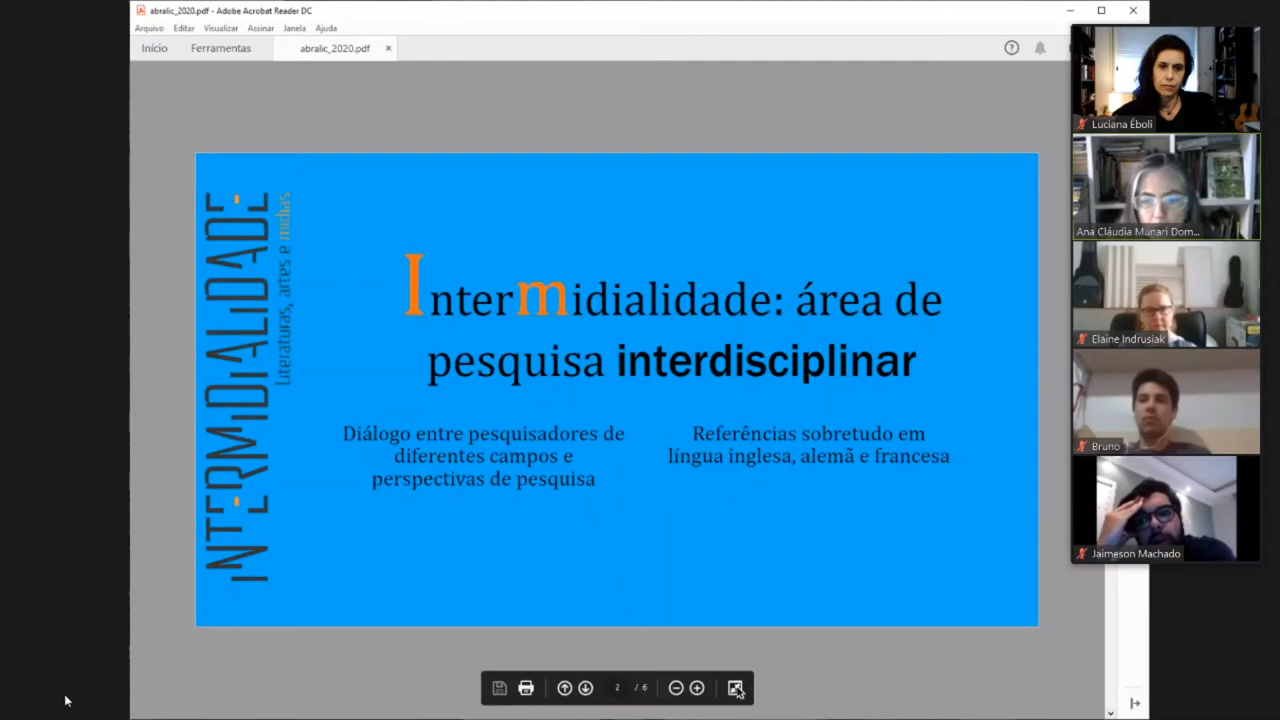 abralic_2020.pdf - Adobe Acrobat Reader DC
Arquivo Editar Visualizar Assinar Janela Ajuda
Início Ferramentas abralic_2020.pdf ×
INTERMIDIALIDADE
Literaturas, artes e mídias
Intermidialidade: área de
pesquisa interdisciplinar
Diálogo entre pesquisadores de
diferentes campos e
perspectivas de pesquisa
Referências sobretudo em
língua inglesa, alemã e francesa
2 / 6
Luciana Éboli
Ana Cláudia Munari Dom...
Elaine Indrusiak
Bruno
Jaimeson Machado